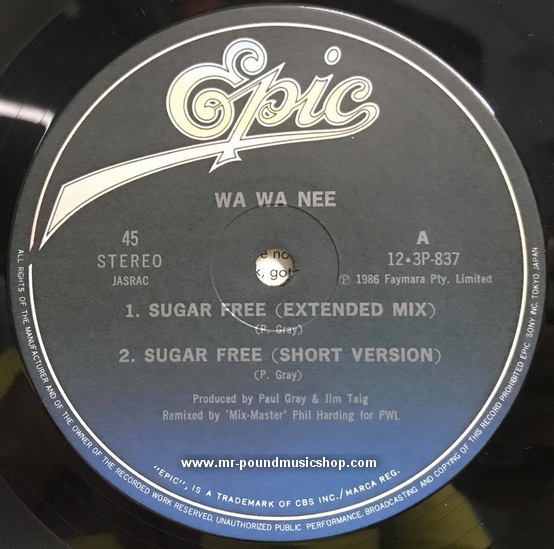 Epic
WA WA NEE
45
STEREO
JASRAC
A
12・3P-837
Ⓟ 1986 Faymara Pty. Limited
1. SUGAR FREE (EXTENDED MIX)
(P. Gray)
2. SUGAR FREE (SHORT VERSION)
(P. Gray)
Produced by Paul Gray & Jim Taig
Remixed by 'Mix-Master' Phil Harding for PWL
www.mr-poundmusicshop.com
"EPIC", IS A TRADEMARK OF CBS INC./MARCA REG.
ALL RIGHTS OF THE MANUFACTURER AND OF THE OWNER OF THE RECORDED WORK RESERVED. UNAUTHORIZED PUBLIC PERFORMANCE, BROADCASTING AND COPYING OF THIS RECORD PROHIBITED EPIC SONY INC. TOKYO JAPAN